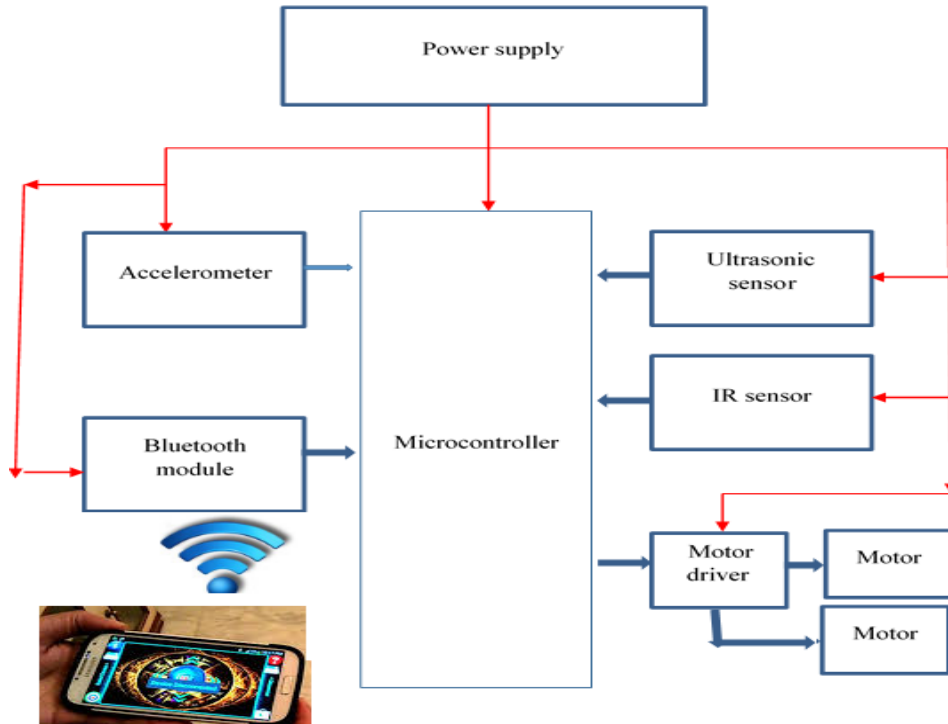 Power supply
Accelerometer
Ultrasonic
sensor
IR sensor
Bluetooth
module
Microcontroller
Motor
driver
Motor
Motor